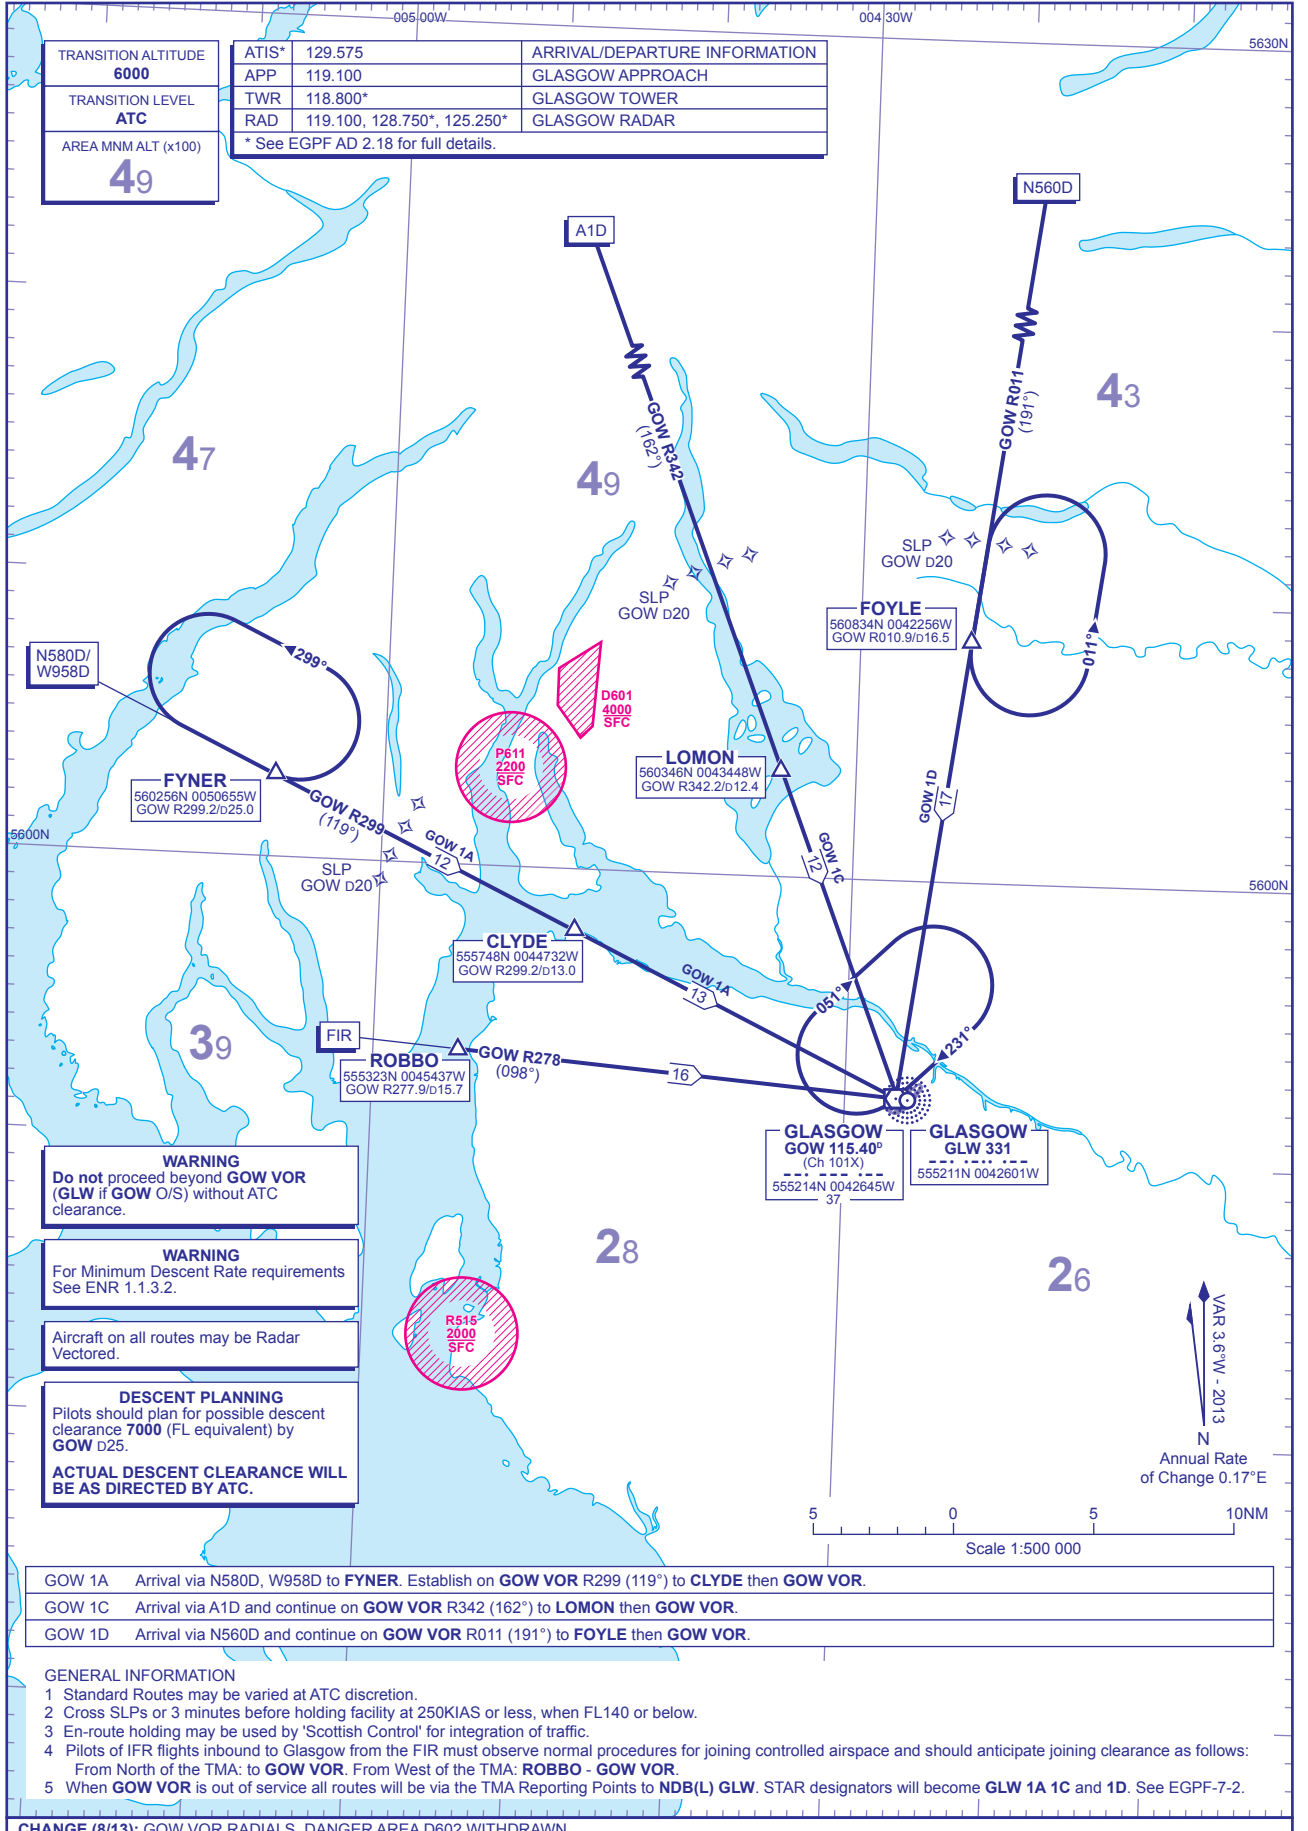 005 00W
004 30W
5630N
TRANSITION ALTITUDE
6000
TRANSITION LEVEL
ATC
AREA MNM ALT (x100)
49
ATIS* 129.575 ARRIVAL/DEPARTURE INFORMATION
APP 119.100 GLASGOW APPROACH
TWR 118.800* GLASGOW TOWER
RAD 119.100, 128.750*, 125.250* GLASGOW RADAR
* See EGPF AD 2.18 for full details.
N560D
A1D
GOW R011
(191°)
43
GOW R342
(162°)
47
49
SLP
GOW D20
SLP
GOW D20
FOYLE
560834N 0042256W
GOW R010.9/D16.5
011°
N580D/
W958D
299°
D601
4000
SFC
P611
2200
SFC
LOMON
560346N 0043448W
GOW R342.2/D12.4
FYNER
560256N 0050655W
GOW R299.2/D25.0
GOW R299
(119°)
GOW 1A
12
GOW 1D
17
GOW 1C
12
5600N
5600N
SLP
GOW D20
CLYDE
555748N 0044732W
GOW R299.2/D13.0
GOW 1A
13
051°
231°
39
FIR
ROBBO
555323N 0045437W
GOW R277.9/D15.7
GOW R278
(098°)
16
GLASGOW
GOW 115.40D
(Ch 101X)
555214N 0042645W
37
GLASGOW
GLW 331
555211N 0042601W
WARNING
Do not proceed beyond GOW VOR
(GLW if GOW O/S) without ATC
clearance.
WARNING
For Minimum Descent Rate requirements
See ENR 1.1.3.2.
Aircraft on all routes may be Radar
Vectored.
DESCENT PLANNING
Pilots should plan for possible descent
clearance 7000 (FL equivalent) by
GOW D25.
ACTUAL DESCENT CLEARANCE WILL
BE AS DIRECTED BY ATC.
28
26
R515
2000
SFC
VAR 3.6°W - 2013
N
Annual Rate
of Change 0.17°E
5 0 5 10NM
Scale 1:500 000
GOW 1A Arrival via N580D, W958D to FYNER. Establish on GOW VOR R299 (119°) to CLYDE then GOW VOR.
GOW 1C Arrival via A1D and continue on GOW VOR R342 (162°) to LOMON then GOW VOR.
GOW 1D Arrival via N560D and continue on GOW VOR R011 (191°) to FOYLE then GOW VOR.
GENERAL INFORMATION
1 Standard Routes may be varied at ATC discretion.
2 Cross SLPs or 3 minutes before holding facility at 250KIAS or less, when FL140 or below.
3 En-route holding may be used by 'Scottish Control' for integration of traffic.
4 Pilots of IFR flights inbound to Glasgow from the FIR must observe normal procedures for joining controlled airspace and should anticipate joining clearance as follows:
From North of the TMA: to GOW VOR. From West of the TMA: ROBBO - GOW VOR.
5 When GOW VOR is out of service all routes will be via the TMA Reporting Points to NDB(L) GLW. STAR designators will become GLW 1A 1C and 1D. See EGPF-7-2.
CHANGE (8/13): GOW VOR RADIALS. DANGER AREA D602 WITHDRAWN.